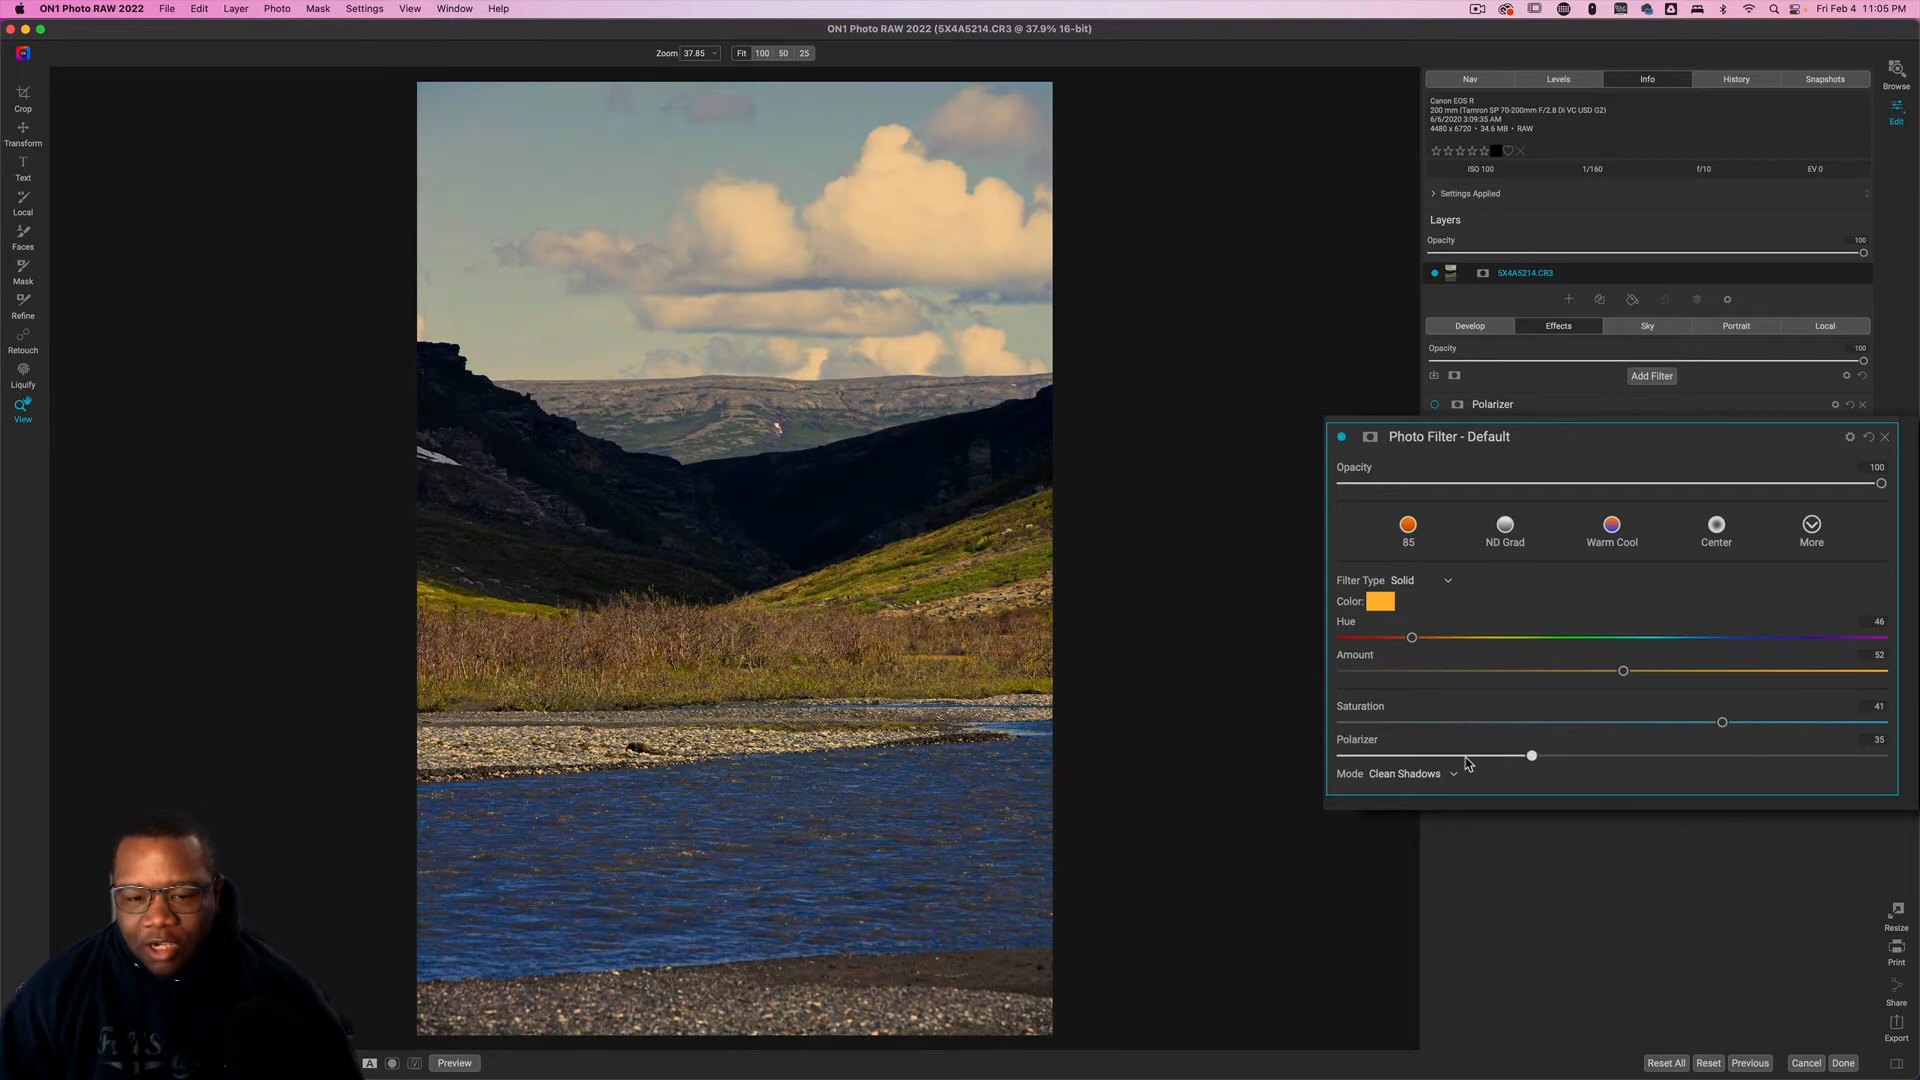 ON1 Photo RAW 2022 File Edit Layer Photo Mask Settings View Window Help
Fri Feb 4 11:05 PM
ON1 Photo RAW 2022 (5X4A5214.CR3 @ 37.9% 16-bit)
Zoom 37.85 Fit 100 50 25
Crop
Transform
Text
Local
Faces
Mask
Refine
Retouch
Liquify
View
Nav Levels Info History Snapshots
Canon EOS R
200 mm (Tamron SP 70-200mm F/2.8 Di VC USD G2)
6/6/2020 3:09:35 AM
4480 x 6720 • 34.6 MB • RAW
ISO 100 1/160 f/10 EV 0
Settings Applied
Layers
Opacity 100
5X4A5214.CR3
Develop Effects Sky Portrait Local
Opacity 100
Add Filter
Polarizer
Photo Filter - Default
Opacity 100
85 ND Grad Warm Cool Center More
Filter Type Solid
Color:
Hue 46
Amount 52
Saturation 41
Polarizer 35
Mode Clean Shadows
Browse
Edit
Resize
Print
Share
Export
A Preview
Reset All Reset Previous Cancel Done